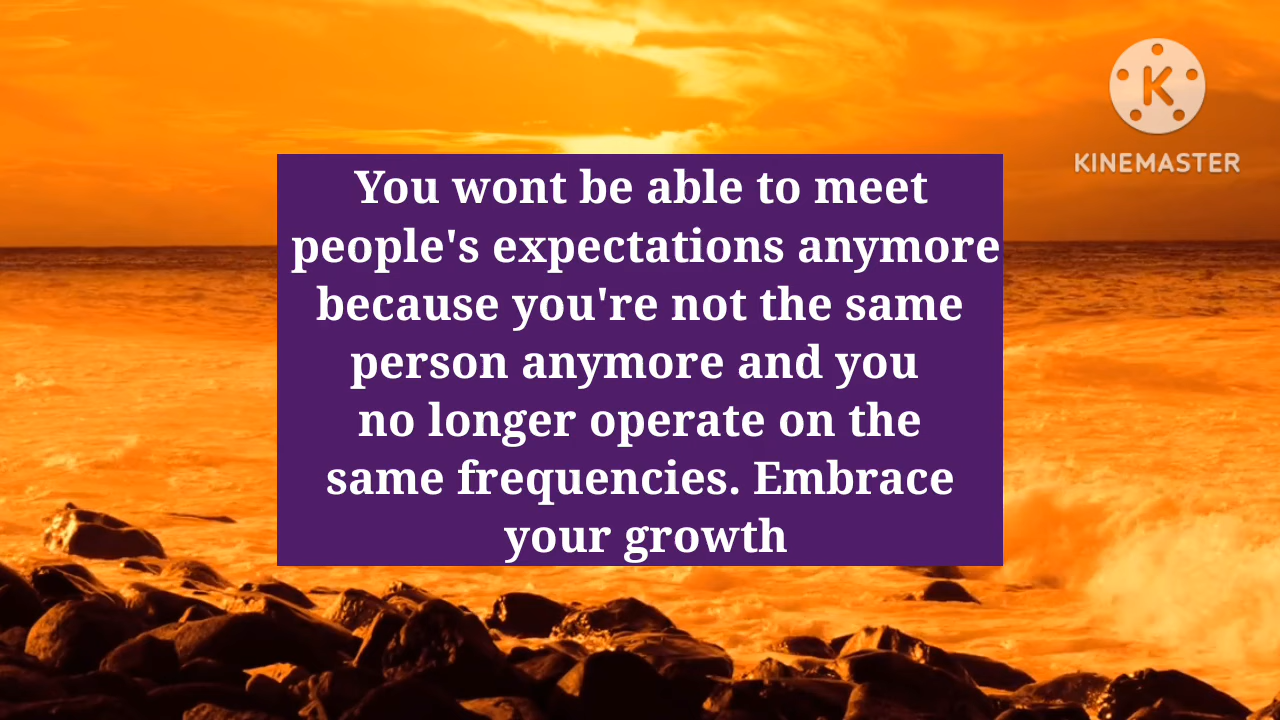 KINEMASTER
You wont be able to meet
people's expectations anymore
because you're not the same
person anymore and you
no longer operate on the
same frequencies. Embrace
your growth